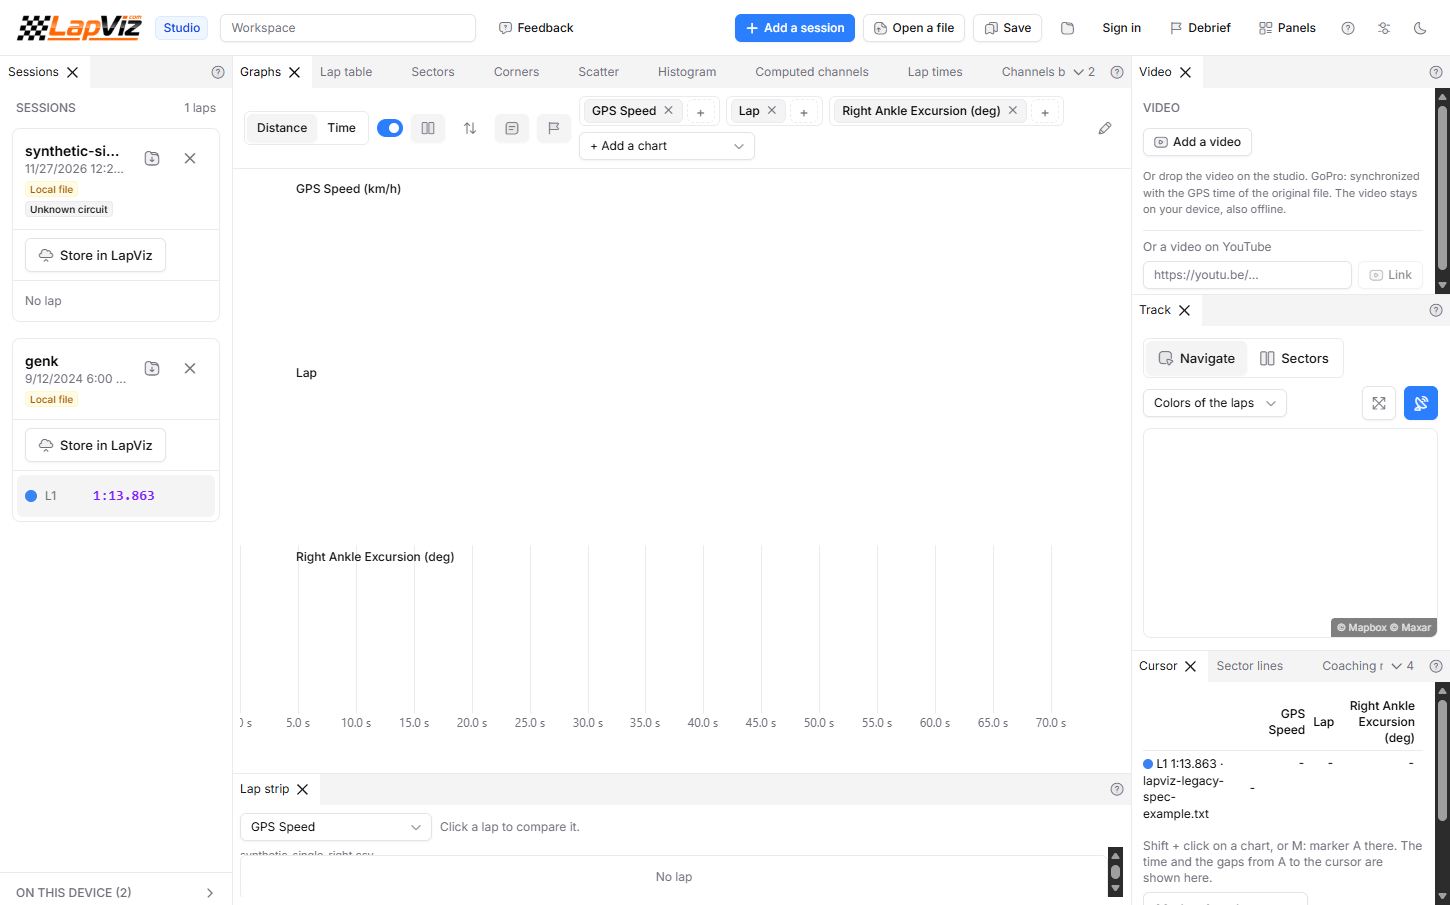 LapViz.com
Studio
Workspace
Feedback
Add a session
Open a file
Save
Sign in
Debrief
Panels
Sessions
SESSIONS
1 laps
synthetic-si...
11/27/2026 12:2...
Local file
Unknown circuit
Store in LapViz
No lap
genk
9/12/2024 6:00 ...
Local file
Store in LapViz
L1 1:13.863
ON THIS DEVICE (2)
Graphs
Lap table
Sectors
Corners
Scatter
Histogram
Computed channels
Lap times
Channels b
2
Distance
Time
GPS Speed
+
Lap
+
Right Ankle Excursion (deg)
+
+ Add a chart
GPS Speed (km/h)
Lap
Right Ankle Excursion (deg)
0 s 5.0 s 10.0 s 15.0 s 20.0 s 25.0 s 30.0 s 35.0 s 40.0 s 45.0 s 50.0 s 55.0 s 60.0 s 65.0 s 70.0 s
Lap strip
GPS Speed
Click a lap to compare it.
synthetic-single-right.csv
No lap
Video
VIDEO
Add a video
Or drop the video on the studio. GoPro: synchronized
with the GPS time of the original file. The video stays
on your device, also offline.
Or a video on YouTube
https://youtu.be/...
Link
Track
Navigate
Sectors
Colors of the laps
© Mapbox © Maxar
Cursor
Sector lines
Coaching r
4
GPS
Speed
Lap
Right Ankle
Excursion
(deg)
L1 1:13.863 ·
lapviz-legacy-
spec-
example.txt
-
-
-
-
Shift + click on a chart, or M: marker A there. The
time and the gaps from A to the cursor are
shown here.